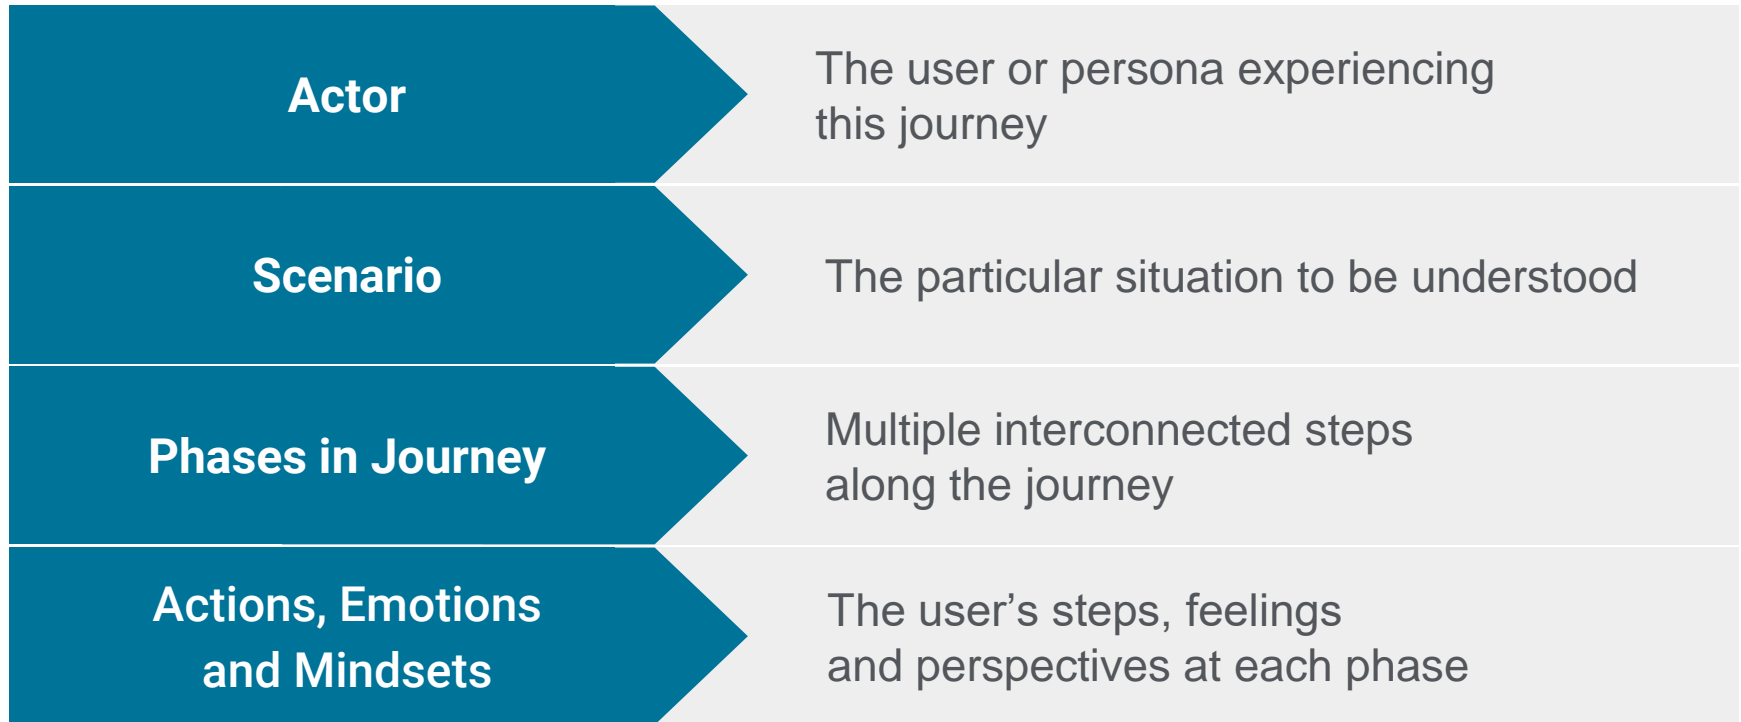 Actor
The user or persona experiencing
this journey
Scenario
The particular situation to be understood
Phases in Journey
Multiple interconnected steps
along the journey
Actions, Emotions
and Mindsets
The user’s steps, feelings
and perspectives at each phase